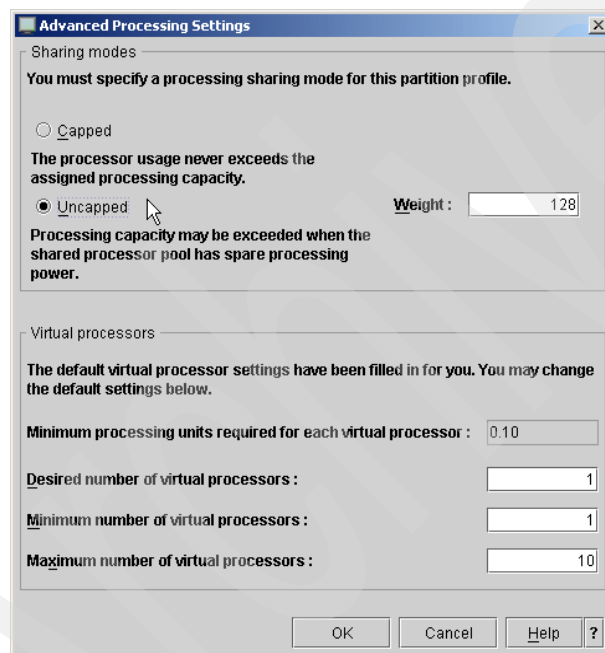 Advanced Processing Settings
Sharing modes
You must specify a processing sharing mode for this partition profile.
Capped
The processor usage never exceeds the
assigned processing capacity.
Uncapped
Weight :
128
Processing capacity may be exceeded when the
shared processor pool has spare processing
power.
Virtual processors
The default virtual processor settings have been filled in for you. You may change
the default settings below.
Minimum processing units required for each virtual processor : 0.10
Desired number of virtual processors : 1
Minimum number of virtual processors : 1
Maximum number of virtual processors : 10
OK Cancel Help ?